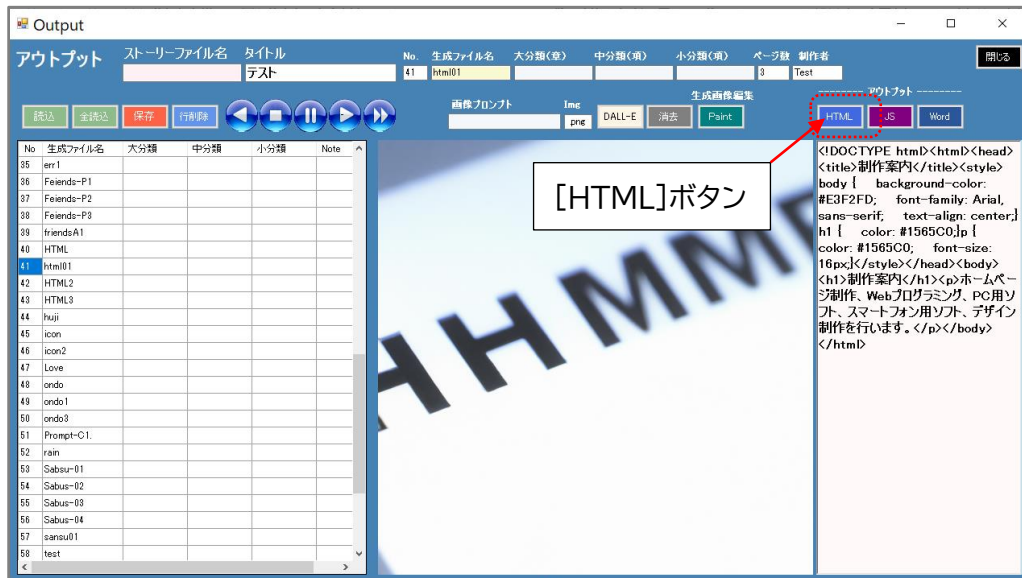 Output
アウトプット
ストーリーファイル名
タイトル
テスト
No. 生成ファイル名 大分類(章) 中分類(項) 小分類(項) ページ数 制作者
41 html01 3 Test
閉じる
読込 全読込 保存 行削除
画像プロンプト
Img
png
生成画像編集
DALL-E 消去 Paint
-------- アウトプット --------
HTML JS Word
No 生成ファイル名 大分類 中分類 小分類 Note
35 err1
36 Feiends-P1
37 Feiends-P2
38 Feiends-P3
39 friendsA1
40 HTML
41 html01
42 HTML2
43 HTML3
44 huji
45 icon
46 icon2
47 Love
48 ondo
49 ondo1
50 ondo3
51 Prompt-C1.
52 rain
53 Sabsu-01
54 Sabus-02
55 Sabus-03
56 Sabus-04
57 sansu01
58 test
[HTML]ボタン
HHMM
<!DOCTYPE html><html><head>
<title>制作案内</title><style>
body { background-color:
#E3F2FD; font-family: Arial,
sans-serif; text-align: center;}
h1 { color: #1565C0;}p {
color: #1565C0; font-size:
16px;}</style></head><body>
<h1>制作案内</h1><p>ホームペー
ジ制作、Webプログラミング、PC用ソ
フト、スマートフォン用ソフト、デザイン
制作を行います。</p></body>
</html>